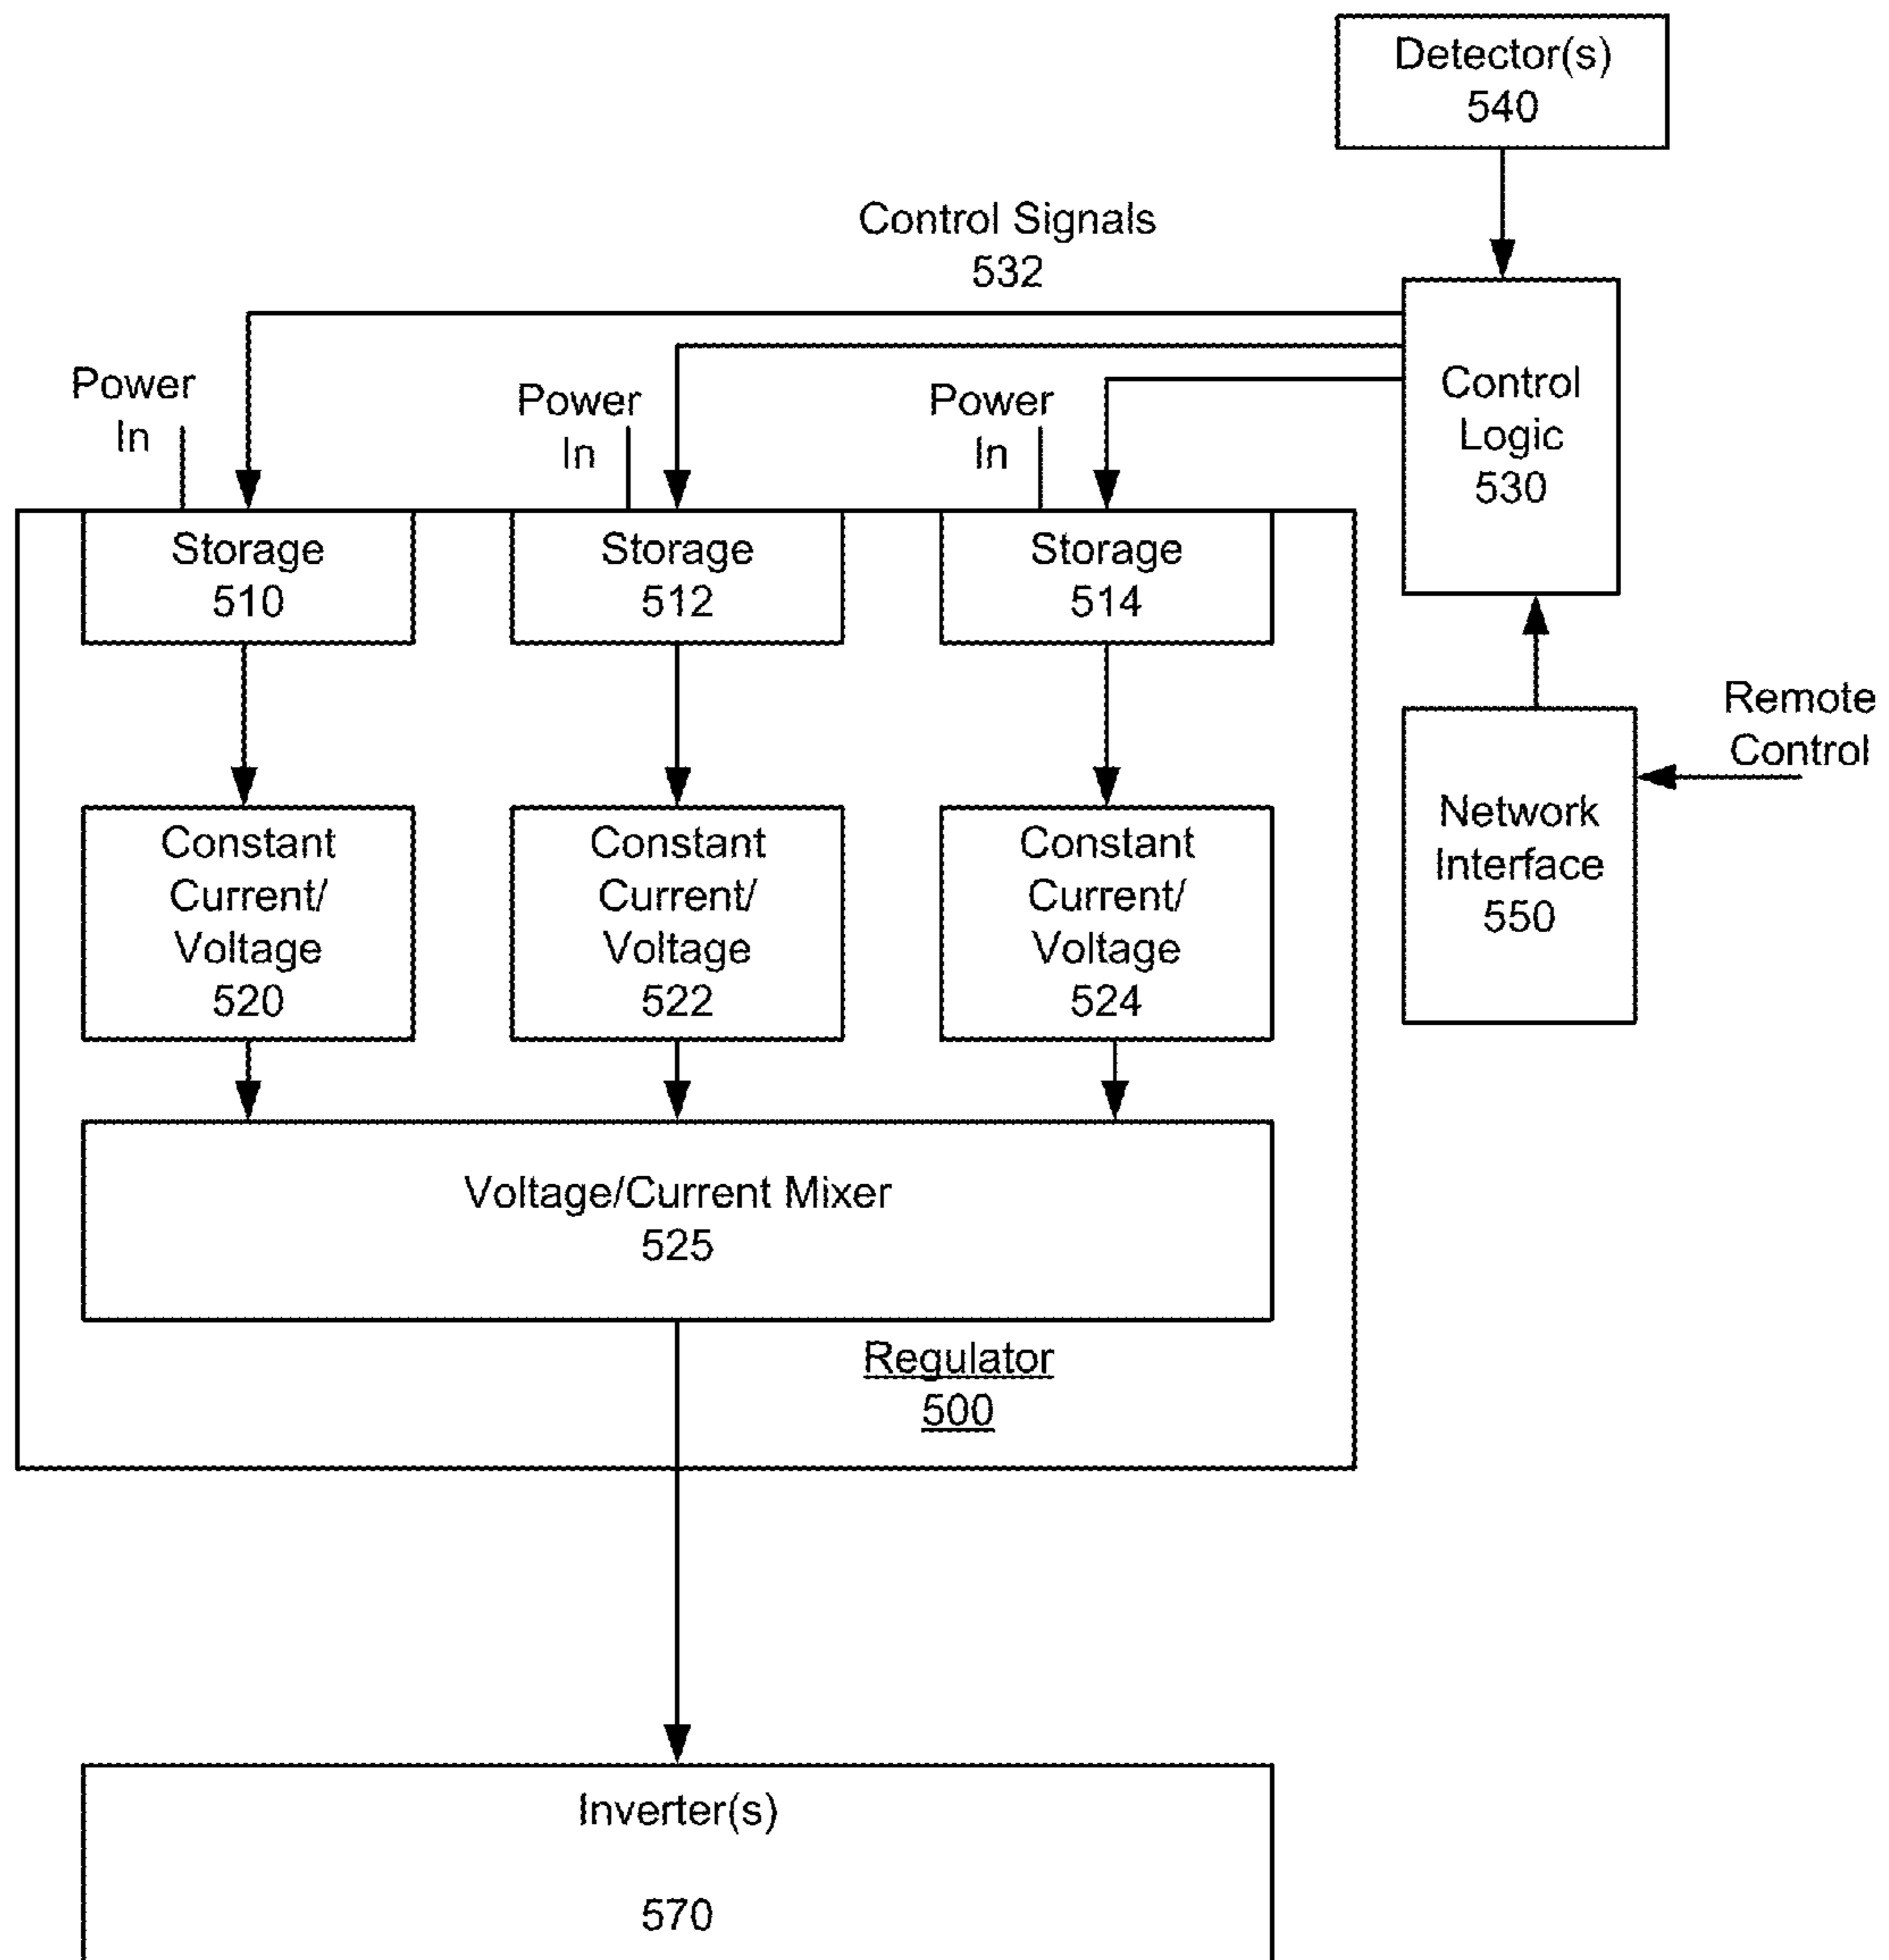 Detector(s)
540
Control Signals
532
Power
In
Power
In
Power
In
Control
Logic
530
Storage
510
Storage
512
Storage
514
Remote
Control
Network
Interface
550
Constant
Current/
Voltage
520
Constant
Current/
Voltage
522
Constant
Current/
Voltage
524
Voltage/Current Mixer
525
Regulator
500
Inverter(s)
570